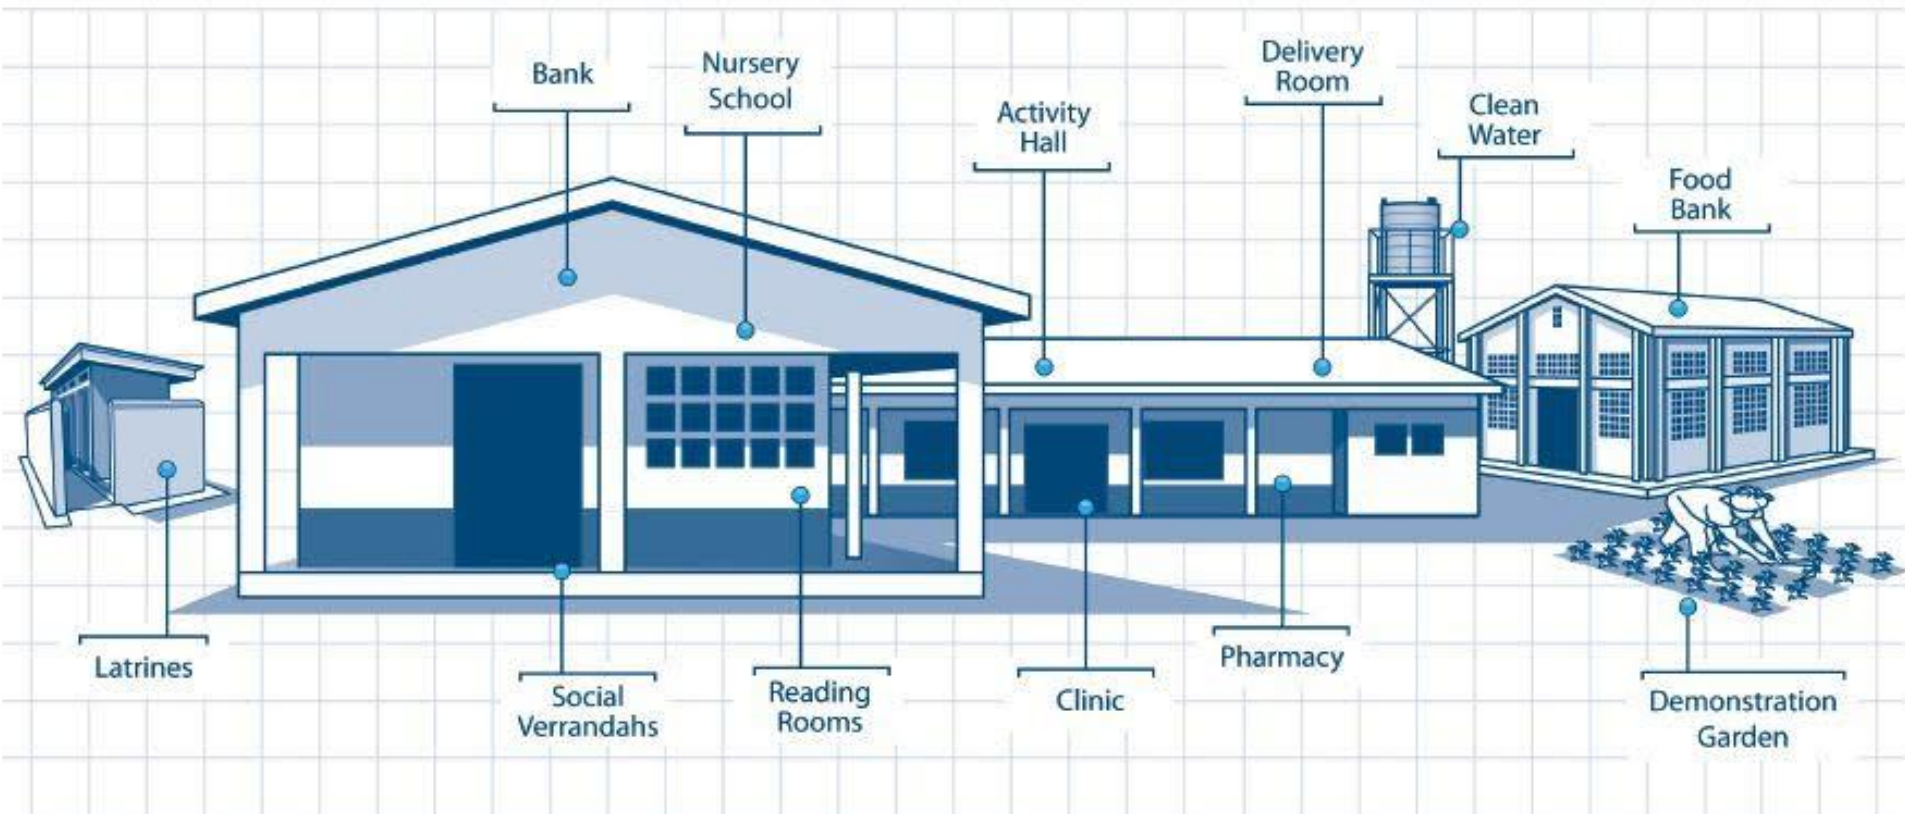 Bank
Nursery
School
Activity
Hall
Delivery
Room
Clean
Water
Food
Bank
Latrines
Social
Verrandahs
Reading
Rooms
Clinic
Pharmacy
Demonstration
Garden